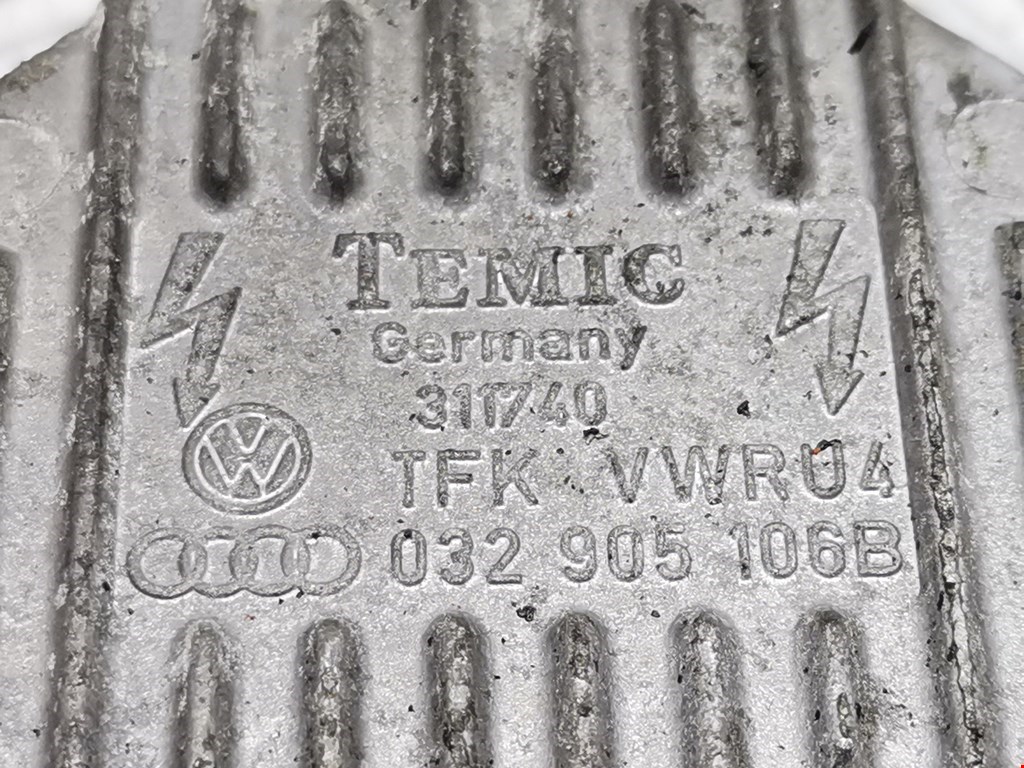 TEMIC
Germany
311740
TFK VWRU4
032 905 106B